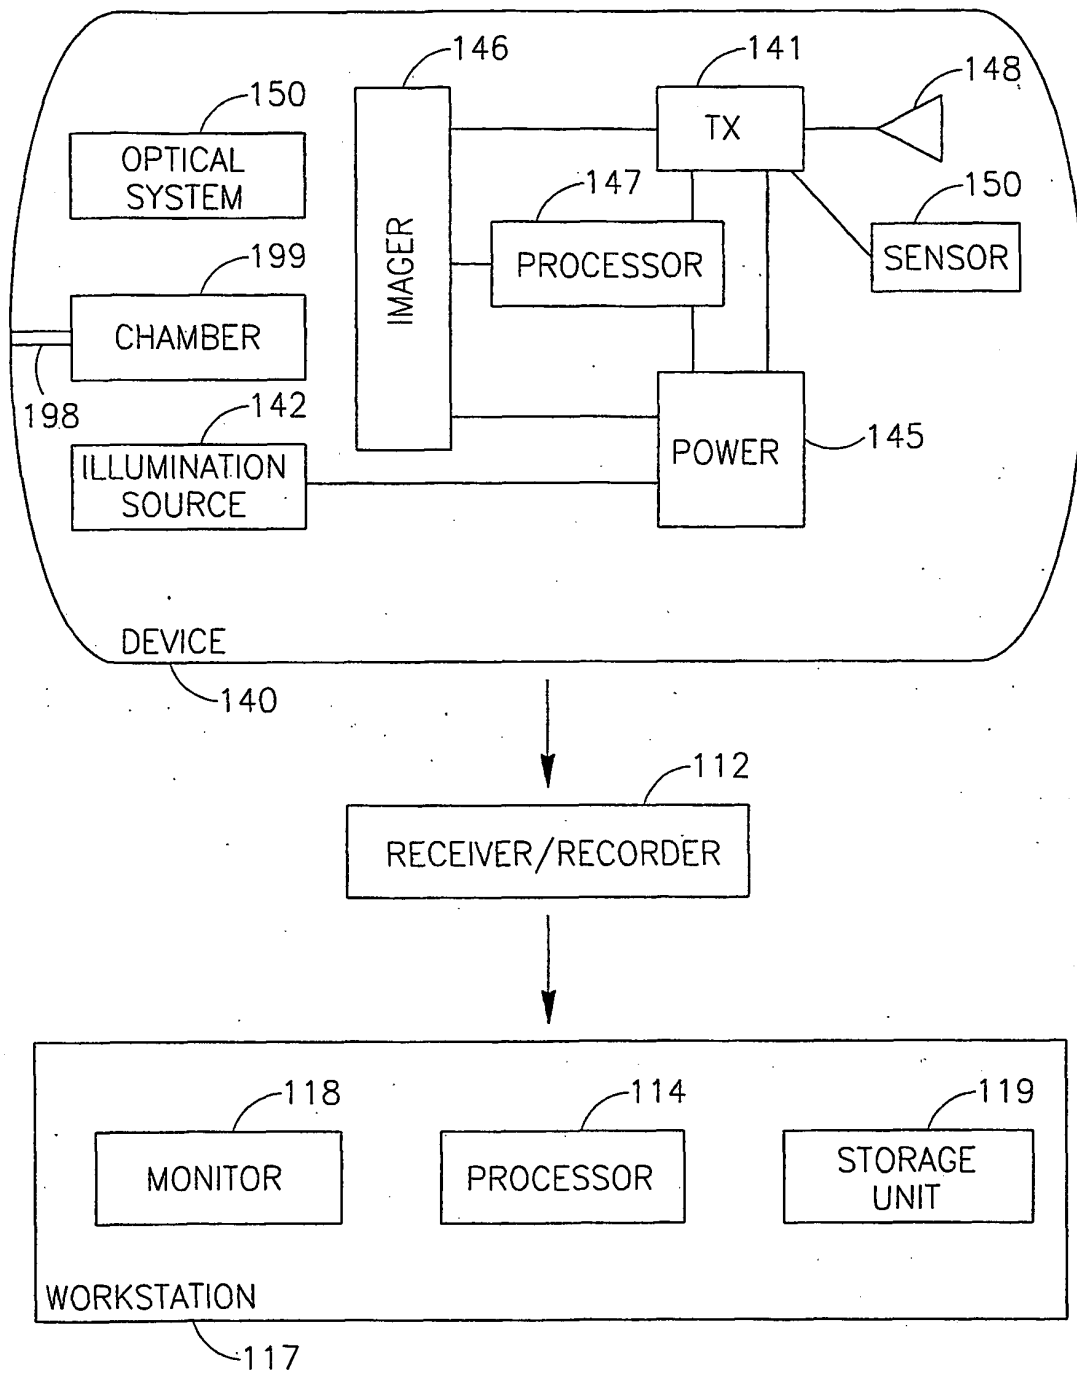 146
141
148
150
OPTICAL
SYSTEM
TX
147
150
IMAGER
PROCESSOR
SENSOR
199
CHAMBER
198
142
ILLUMINATION
SOURCE
POWER
145
DEVICE
140
112
RECEIVER/RECORDER
118
114
119
MONITOR
PROCESSOR
STORAGE
UNIT
WORKSTATION
117